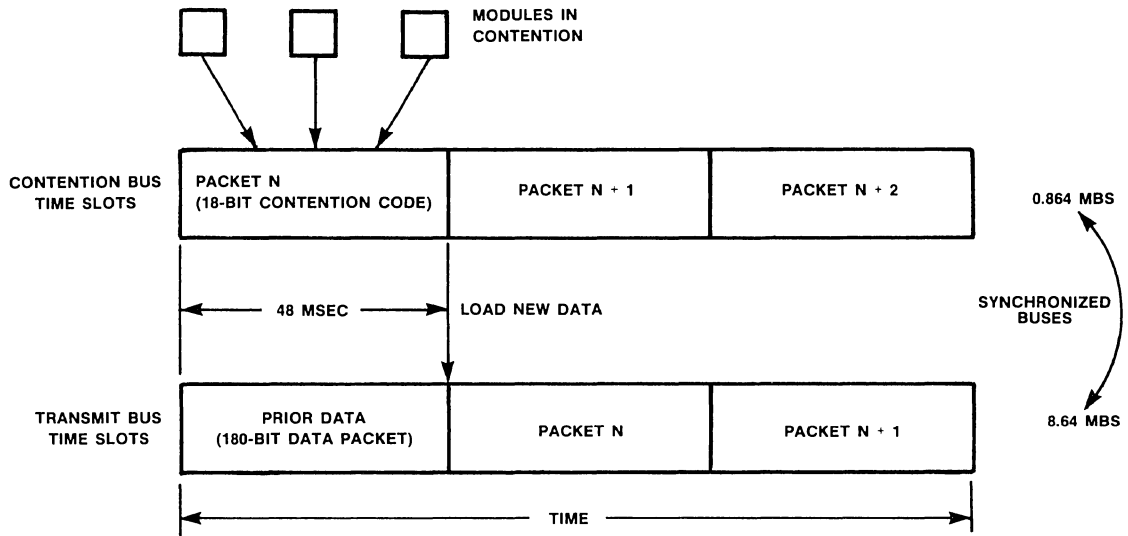 MODULES IN
CONTENTION
CONTENTION BUS
TIME SLOTS
PACKET N
(18-BIT CONTENTION CODE)
PACKET N + 1
PACKET N + 2
0.864 MBS
48 MSEC
LOAD NEW DATA
SYNCHRONIZED
BUSES
TRANSMIT BUS
TIME SLOTS
PRIOR DATA
(180-BIT DATA PACKET)
PACKET N
PACKET N + 1
8.64 MBS
TIME